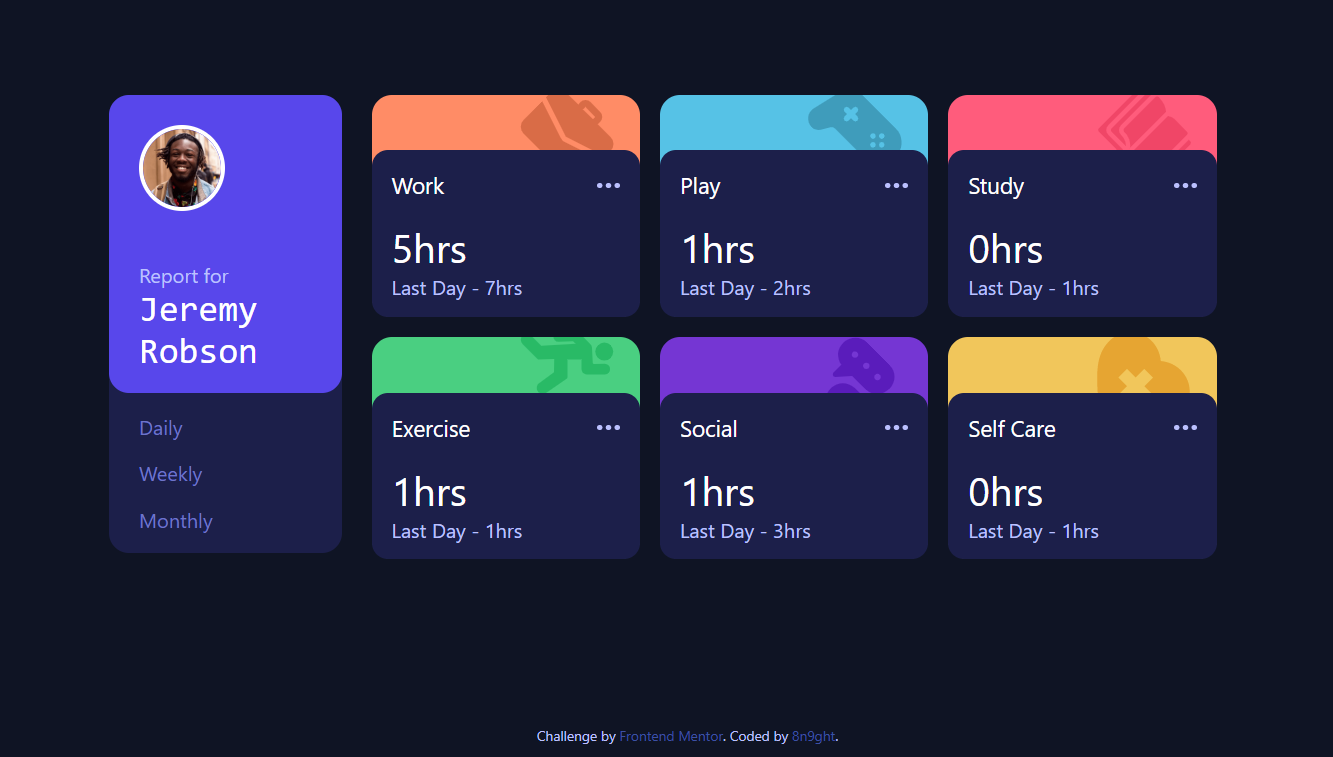 Report for
Jeremy
Robson
Daily
Weekly
Monthly
Work
5hrs
Last Day - 7hrs
Play
1hrs
Last Day - 2hrs
Study
0hrs
Last Day - 1hrs
Exercise
1hrs
Last Day - 1hrs
Social
1hrs
Last Day - 3hrs
Self Care
0hrs
Last Day - 1hrs
Challenge by Frontend Mentor. Coded by 8n9ght.